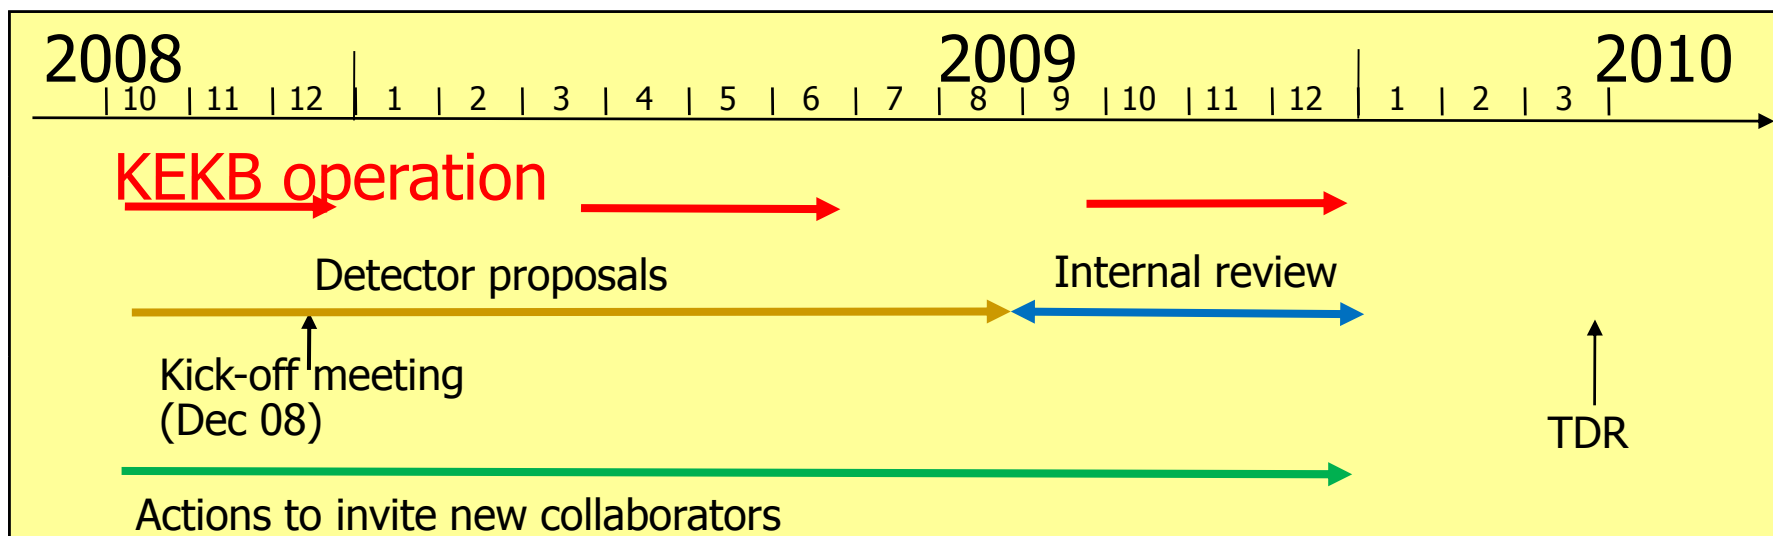 2008 2009 2010
| 10 | 11 | 12 | 1 | 2 | 3 | 4 | 5 | 6 | 7 | 8 | 9 | 10 | 11 | 12 | 1 | 2 | 3 |
KEKB operation
Detector proposals Internal review
Kick-off meeting
(Dec 08)
TDR
Actions to invite new collaborators